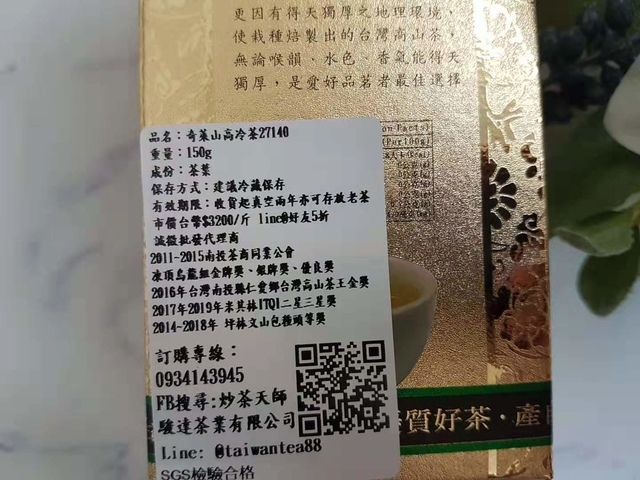 更因有得天獨厚之地理環境，
使栽種焙製出的台灣高山茶，
無論喉韻、水色、香氣能得天
獨厚，是愛好品茗者最佳選擇
on Facts)
(Pur100g)
品名：奇萊山高冷茶27140
重量：150g
成份：茶葉
保存方式：建議冷藏保存
有效期限：收貨起真空兩年亦可存放老茶
市價台幣$3200/斤 line@好友5折
誠徵批發代理商
2011-2015南投茶商同業公會
凍頂烏龍組金牌獎、銀牌獎、優良獎
2016年台灣南投縣仁愛鄉台灣高山茶王金獎
2017年2019年米其林ITQI二星三星獎
2014-2018年 坪林文山包種頭等獎
訂購專線：
0934143945
FB搜尋:炒茶天師
駿達茶業有限公司
Line: @taiwantea88
SGS檢驗合格
質好茶・產